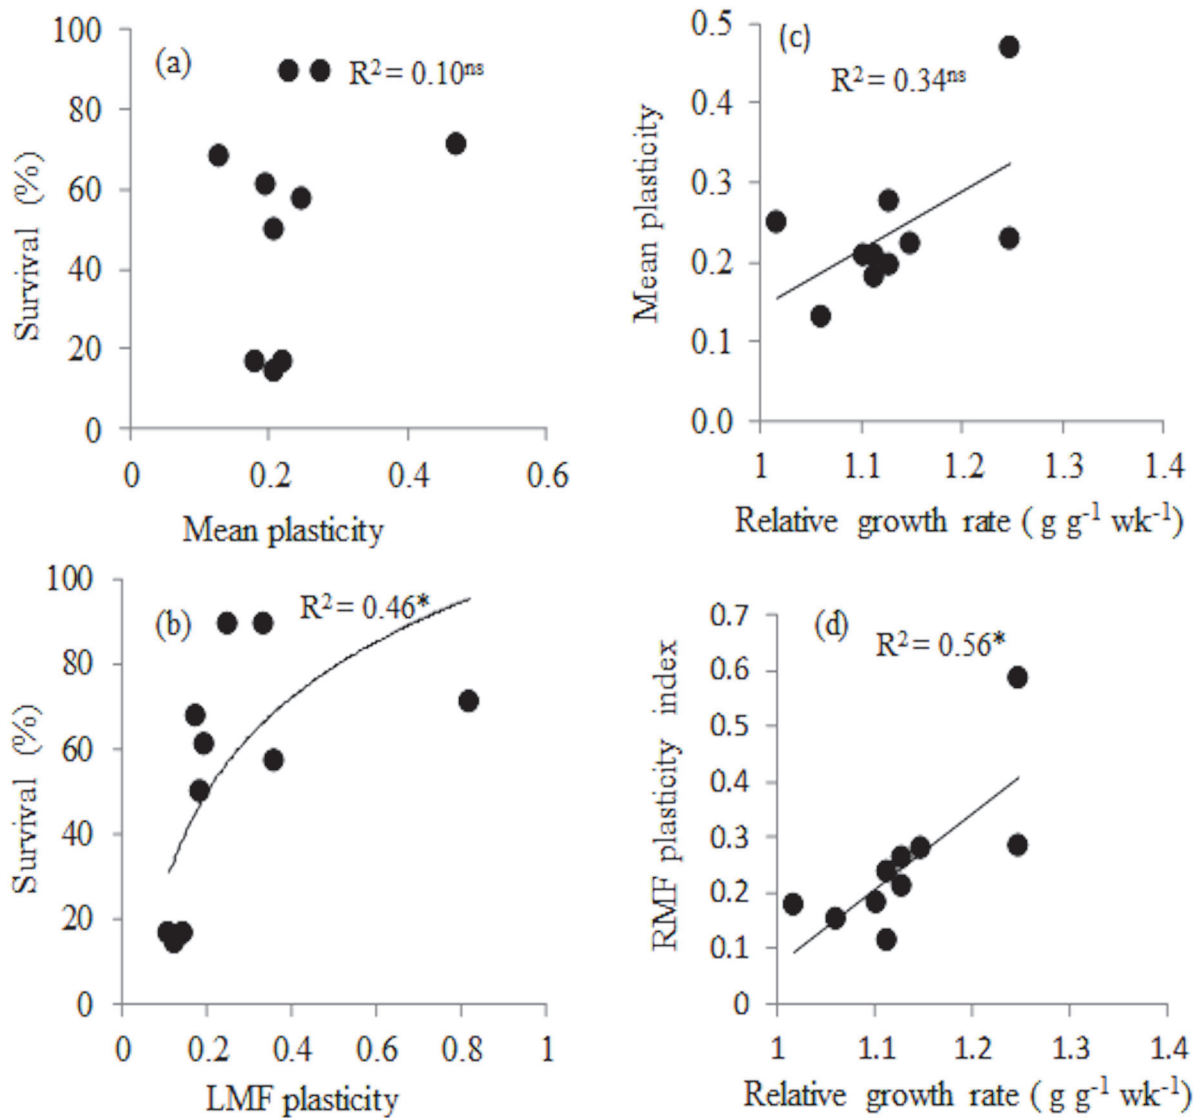 (a)
R² = 0.10ns
100
80
60
40
20
0
Survival (%)
0 0.2 0.4 0.6
Mean plasticity
(c)
R² = 0.34ns
0.5
0.4
0.3
0.2
0.1
0.0
Mean plasticity
1 1.1 1.2 1.3 1.4
Relative growth rate ( g g⁻¹ wk⁻¹)
(b)
R² = 0.46*
100
80
60
40
20
0
Survival (%)
0 0.2 0.4 0.6 0.8 1
LMF plasticity
(d)
R² = 0.56*
0.7
0.6
0.5
0.4
0.3
0.2
0.1
0
RMF plasticity index
1 1.1 1.2 1.3 1.4
Relative growth rate ( g g⁻¹ wk⁻¹)